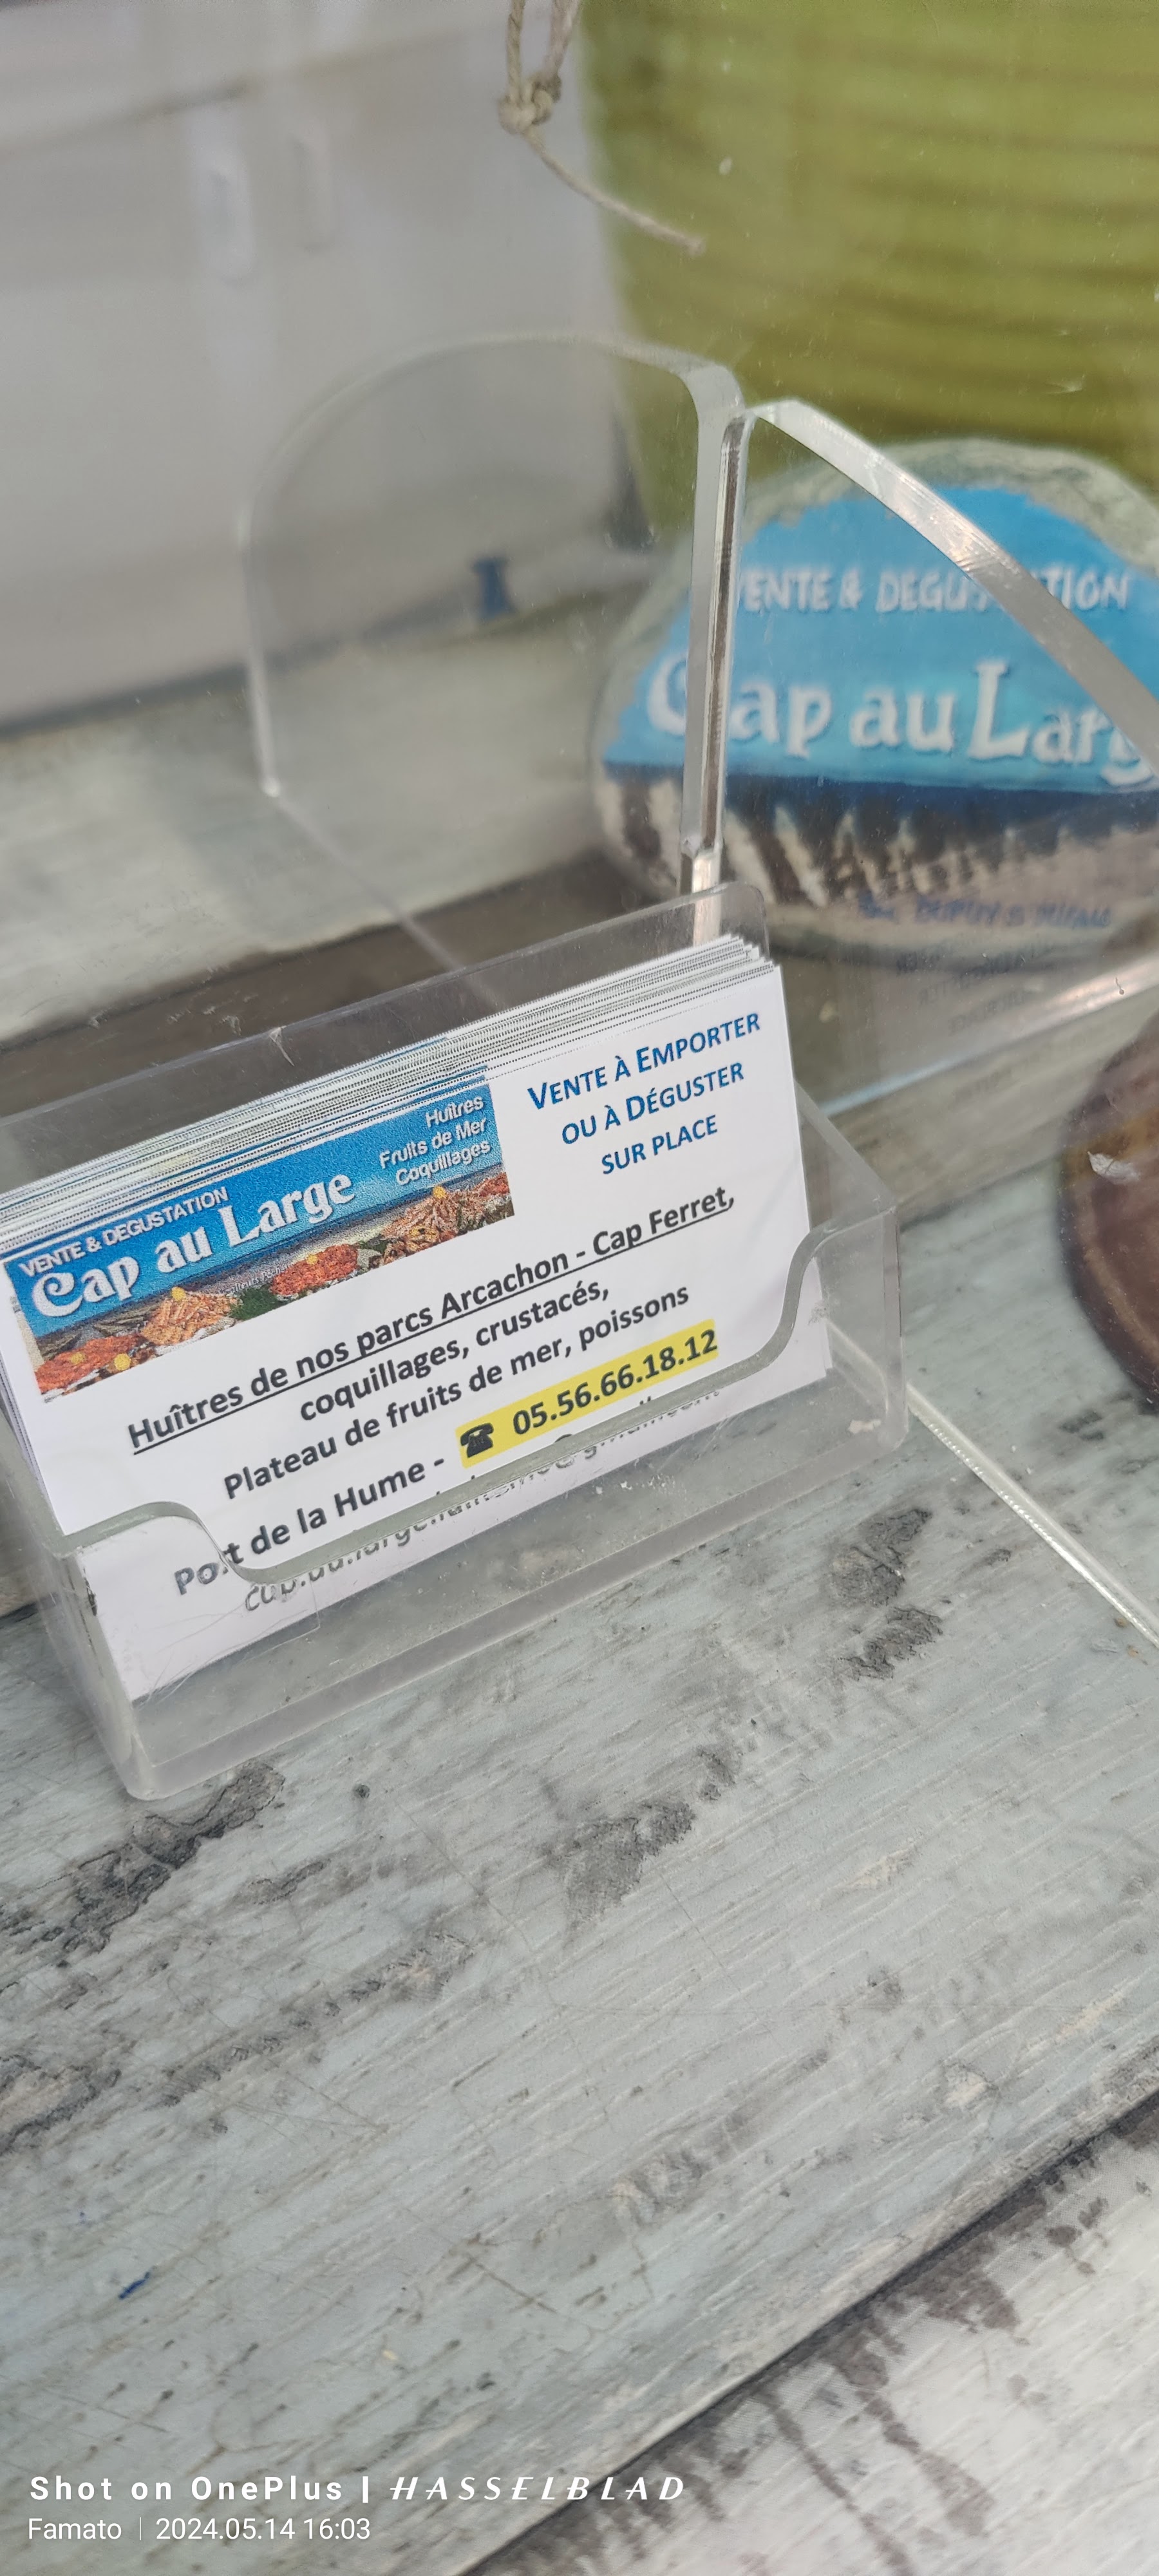 VENTE & DEGUSTATION
Cap au Large
Huîtres
Fruits de Mer
Coquillages
VENTE À EMPORTER
OU À DÉGUSTER
SUR PLACE
Huîtres de nos parcs Arcachon - Cap Ferret,
coquillages, crustacés,
Plateau de fruits de mer, poissons
Port de la Hume - ☎ 05.56.66.18.12
VENTE & DEGU TION
Cap au Larg
Shot on OnePlus | HASSELBLAD
Famato | 2024.05.14 16:03